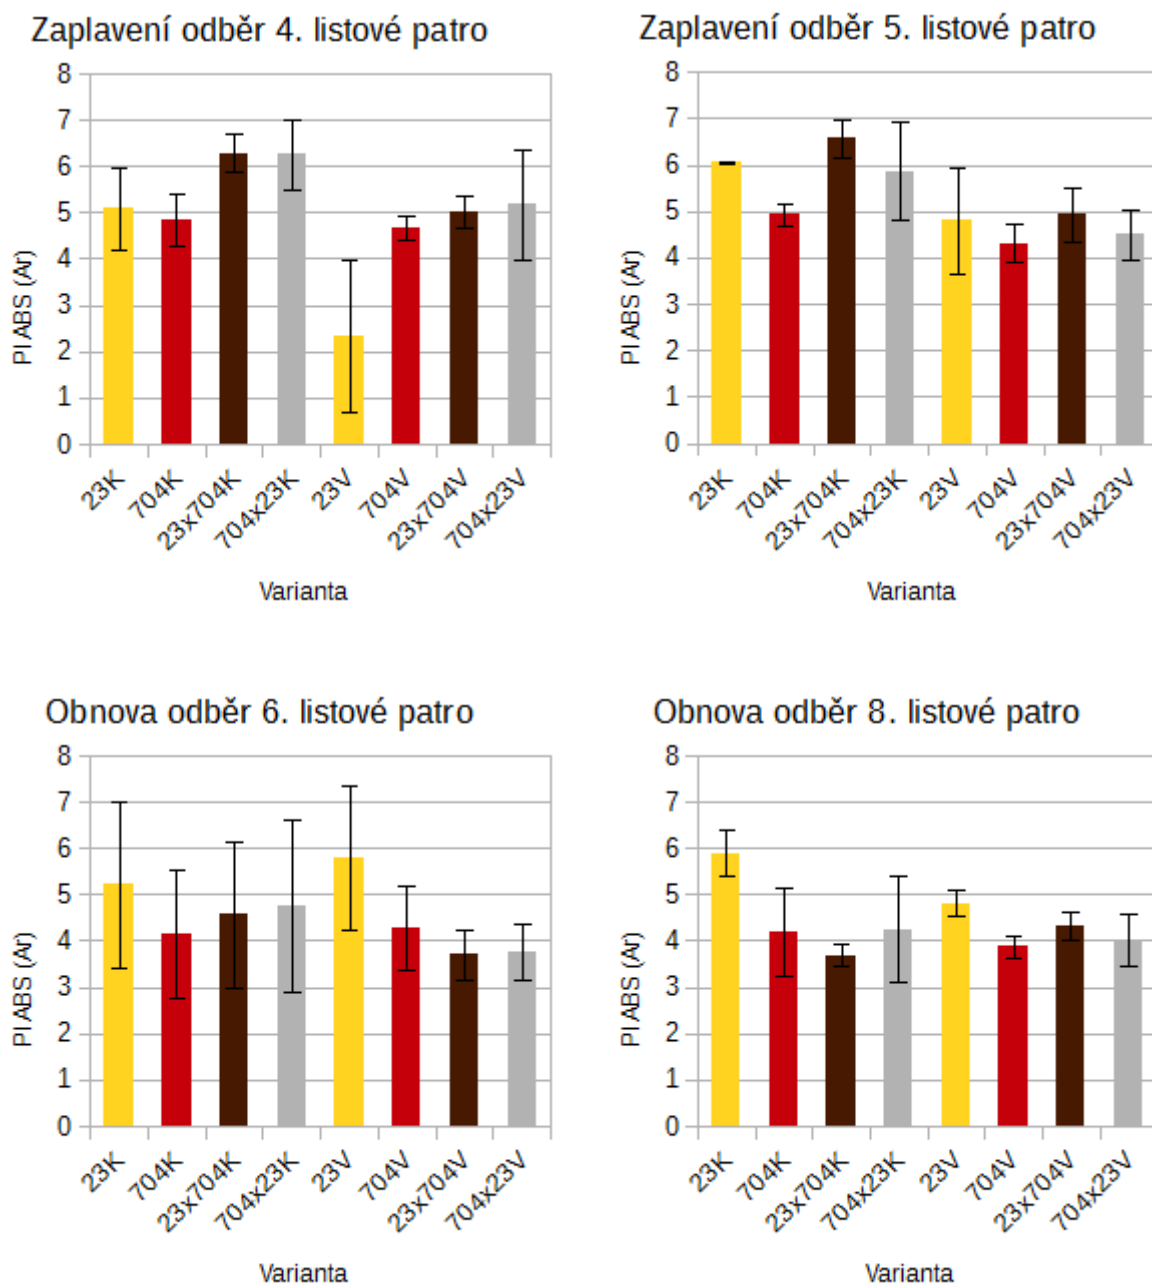 Zaplavení odběr 4. listové patro
8
7
6
5
4
3
2
1
0
PI ABS (Ar)
23K
704K
23x704K
704x23K
23V
704V
23x704V
704x23V
Varianta
Zaplavení odběr 5. listové patro
8
7
6
5
4
3
2
1
0
PI ABS (Ar)
23K
704K
23x704K
704x23K
23V
704V
23x704V
704x23V
Varianta
Obnova odběr 6. listové patro
8
7
6
5
4
3
2
1
0
PI ABS (Ar)
23K
704K
23x704K
704x23K
23V
704V
23x704V
704x23V
Varianta
Obnova odběr 8. listové patro
8
7
6
5
4
3
2
1
0
PI ABS (Ar)
23K
704K
23x704K
704x23K
23V
704V
23x704V
704x23V
Varianta